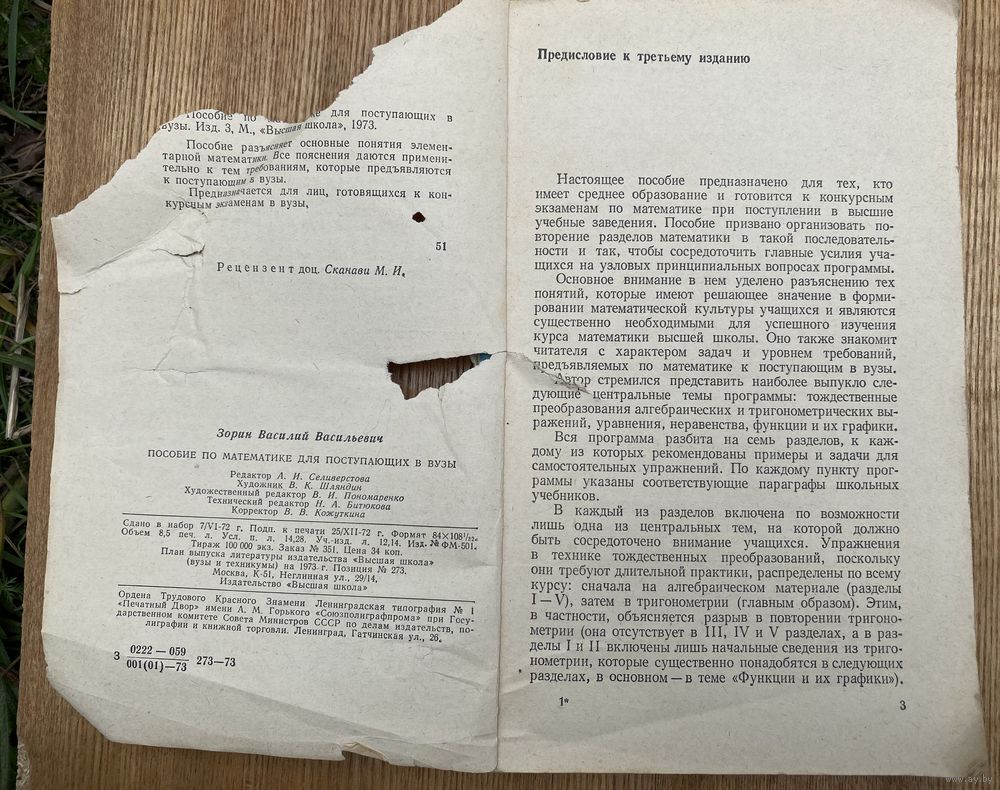 Пособие по ке для поступающих в
вузы. Изд. 3, М., «Высшая школа», 1973.
Пособие разъясняет основные понятия элемен-
тарной математики. Все пояснения даются примени-
тельно к тем требованиям, которые предъявляются
к поступающим в вузы.
Предназначается для лиц, готовящихся к кон-
курсным экзаменам в вузы.
51
Рецензент доц. Сканави М. И.
Зорин Василий Васильевич
ПОСОБИЕ ПО МАТЕМАТИКЕ ДЛЯ ПОСТУПАЮЩИХ В ВУЗЫ
Редактор А. И. Селиверстова
Художник В. К. Шляндин
Художественный редактор В. И. Пономаренко
Технический редактор Н. А. Битюкова
Корректор В. В. Кожуткина
Сдано в набор 7/VI-72 г. Подп. к печати 25/XII-72 г. Формат 84×108¹/₃₂.
Объем 8,5 печ. л. Усл. п. л. 14,28. Уч.-изд. л. 12,14. Изд. № ФМ-501.
Тираж 100 000 экз. Заказ № 351. Цена 34 коп.
План выпуска литературы издательства «Высшая школа»
(вузы и техникумы) на 1973 г. Позиция № 273.
Москва, К-51, Неглинная ул., 29/14,
Издательство «Высшая школа»
Ордена Трудового Красного Знамени Ленинградская типография № 1
«Печатный Двор» имени А. М. Горького «Союзполиграфпрома» при Госу-
дарственном комитете Совета Министров СССР по делам издательств, по-
лиграфии и книжной торговли. Ленинград, Гатчинская ул., 26.
З 0222—059
001(01)—73 273—73
Предисловие к третьему изданию
Настоящее пособие предназначено для тех, кто
имеет среднее образование и готовится к конкурсным
экзаменам по математике при поступлении в высшие
учебные заведения. Пособие призвано организовать по-
вторение разделов математики в такой последователь-
ности и так, чтобы сосредоточить главные усилия уча-
щихся на узловых принципиальных вопросах программы.
Основное внимание в нем уделено разъяснению тех
понятий, которые имеют решающее значение в форми-
ровании математической культуры учащихся и являются
существенно необходимыми для успешного изучения
курса математики высшей школы. Оно также знакомит
читателя с характером задач и уровнем требований,
предъявляемых по математике к поступающим в вузы.
Автор стремился представить наиболее выпукло сле-
дующие центральные темы программы: тождественные
преобразования алгебраических и тригонометрических вы-
ражений, уравнения, неравенства, функции и их графики.
Вся программа разбита на семь разделов, к каж-
дому из которых рекомендованы примеры и задачи для
самостоятельных упражнений. По каждому пункту прог-
раммы указаны соответствующие параграфы школьных
учебников.
В каждый из разделов включена по возможности
лишь одна из центральных тем, на которой должно
быть сосредоточено внимание учащихся. Упражнения
в технике тождественных преобразований, поскольку
они требуют длительной практики, распределены по всему
курсу: сначала на алгебраическом материале (разделы
I—V), затем в тригонометрии (главным образом). Этим,
в частности, объясняется разрыв в повторении тригоно-
метрии (она отсутствует в III, IV и V разделах, а в раз-
делы I и II включены лишь начальные сведения из триго-
нометрии, которые существенно понадобятся в следующих
разделах, в основном — в теме «Функции и их графики»).
1*
3
www.ay.by